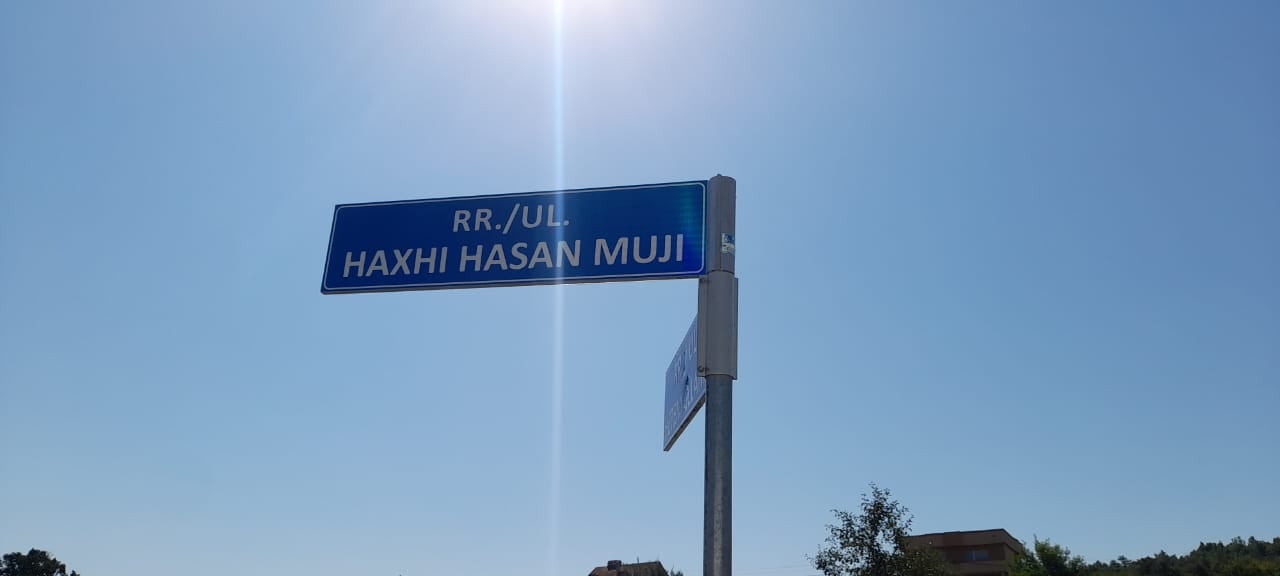 RR./UL.
HAXHI HASAN MUJI